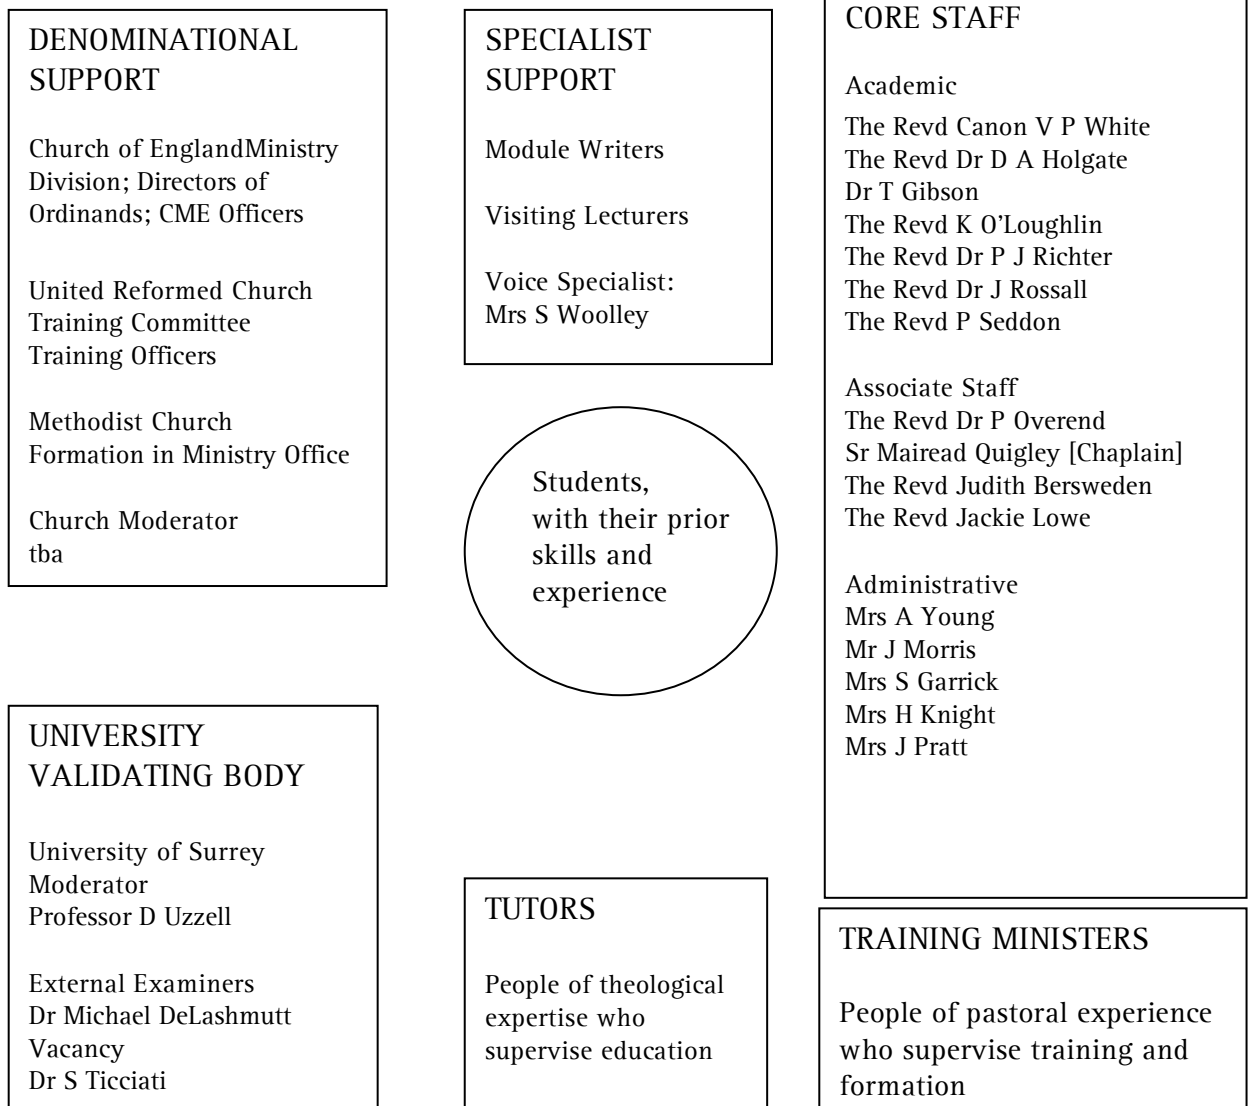 DENOMINATIONAL
SUPPORT
Church of EnglandMinistry
Division; Directors of
Ordinands; CME Officers
United Reformed Church
Training Committee
Training Officers
Methodist Church
Formation in Ministry Office
Church Moderator
tba
SPECIALIST
SUPPORT
Module Writers
Visiting Lecturers
Voice Specialist:
Mrs S Woolley
CORE STAFF
Academic
The Revd Canon V P White
The Revd Dr D A Holgate
Dr T Gibson
The Revd K O'Loughlin
The Revd Dr P J Richter
The Revd Dr J Rossall
The Revd P Seddon
Associate Staff
The Revd Dr P Overend
Sr Mairead Quigley [Chaplain]
The Revd Judith Bersweden
The Revd Jackie Lowe
Administrative
Mrs A Young
Mr J Morris
Mrs S Garrick
Mrs H Knight
Mrs J Pratt
Students,
with their prior
skills and
experience
UNIVERSITY
VALIDATING BODY
University of Surrey
Moderator
Professor D Uzzell
External Examiners
Dr Michael DeLashmutt
Vacancy
Dr S Ticciati
TUTORS
People of theological
expertise who
supervise education
TRAINING MINISTERS
People of pastoral experience
who supervise training and
formation